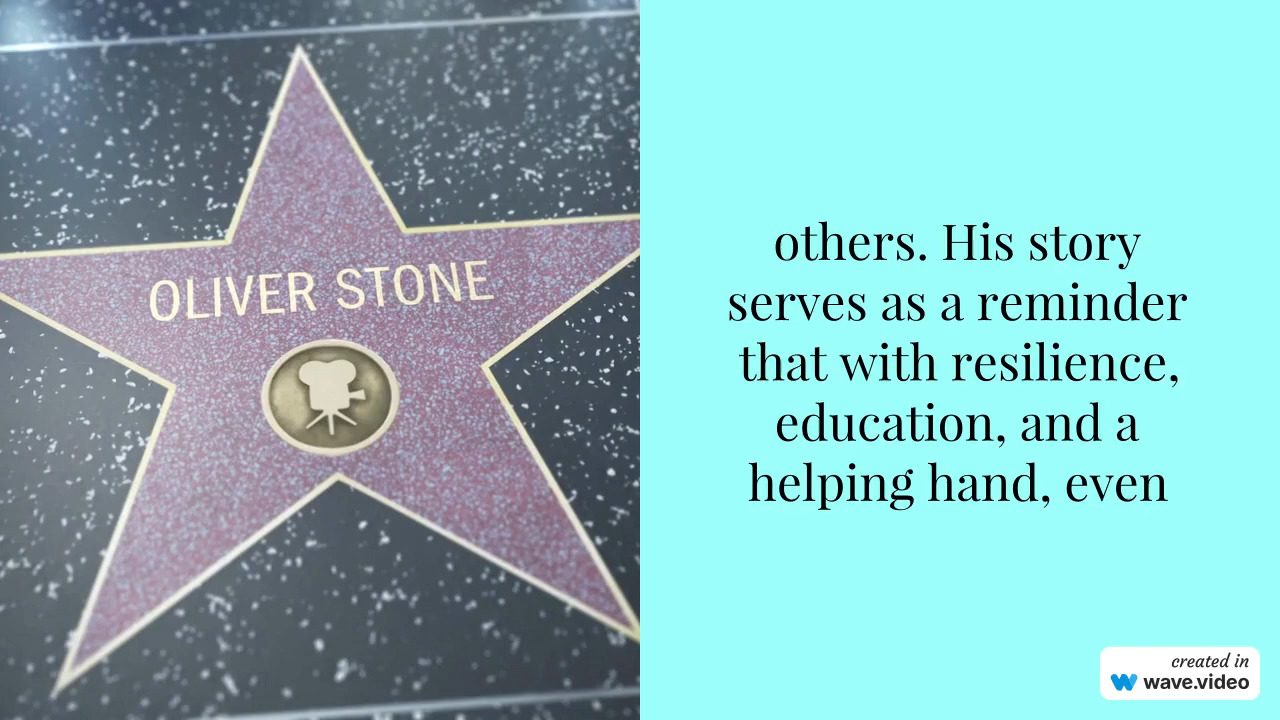 OLIVER STONE
others. His story
serves as a reminder
that with resilience,
education, and a
helping hand, even
created in
wave.video